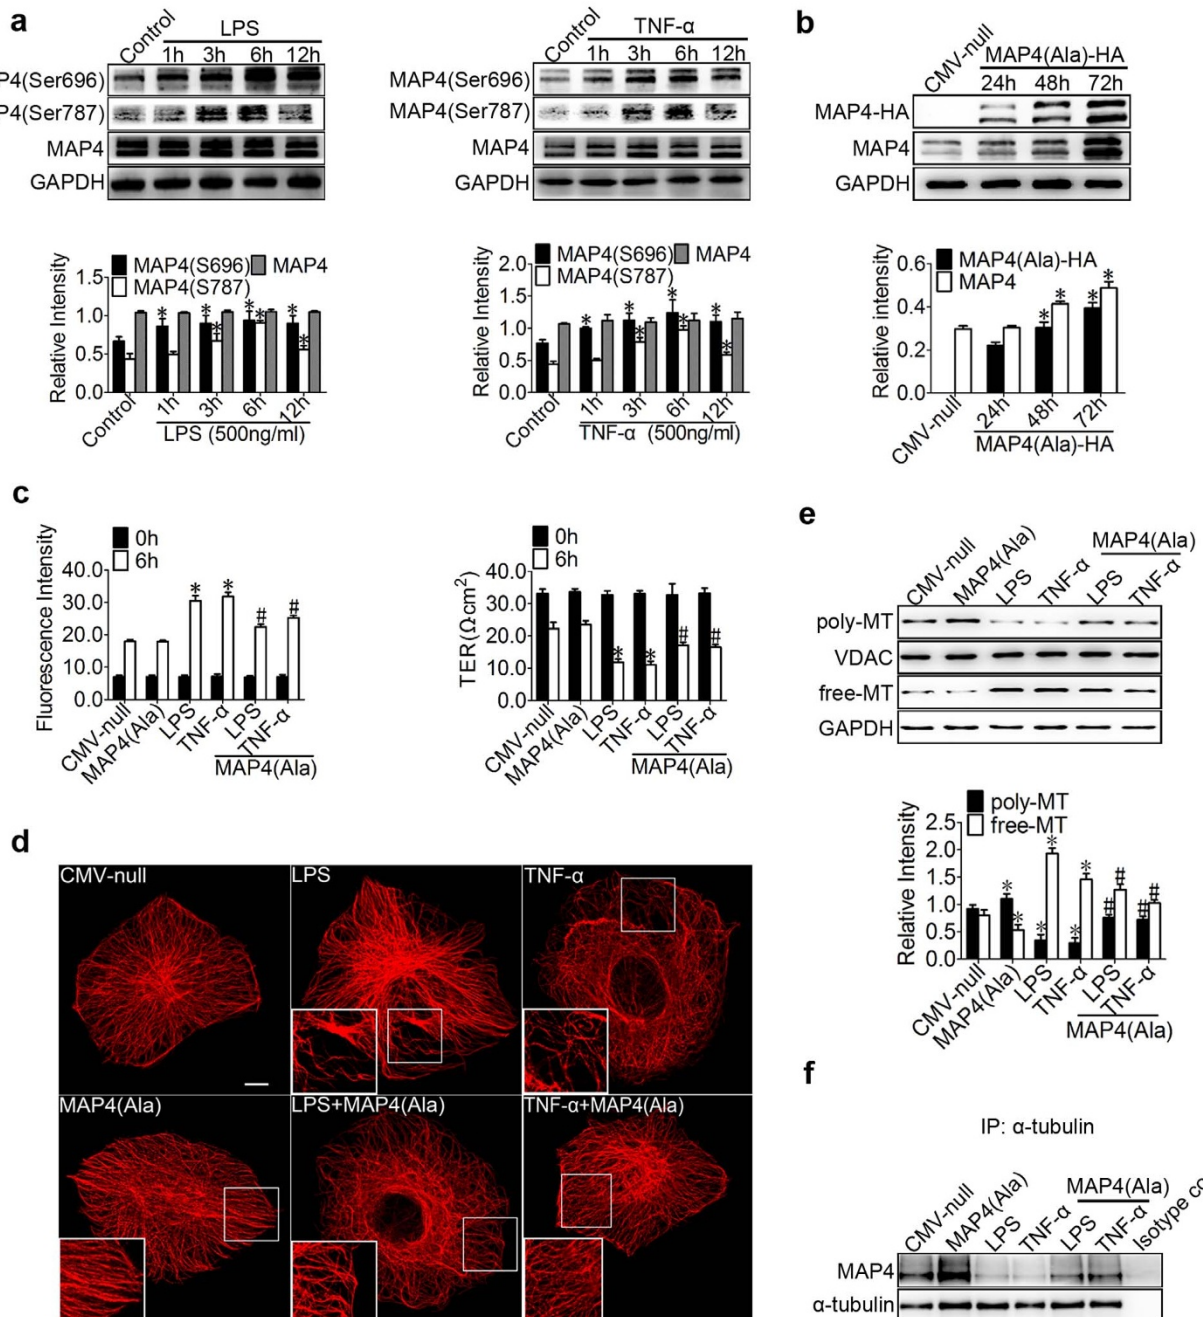 a
Control
LPS
1h 3h 6h 12h
P4(Ser696)
P4(Ser787)
MAP4
GAPDH
Relative Intensity
MAP4(S696) MAP4
MAP4(S787)
1.5
1.0
0.5
0.0
* * * *
* * *
Control 1h 3h 6h 12h
LPS (500ng/ml)
Control
TNF-α
1h 3h 6h 12h
MAP4(Ser696)
MAP4(Ser787)
MAP4
GAPDH
Relative Intensity
MAP4(S696) MAP4
MAP4(S787)
2.0
1.5
1.0
0.5
0.0
* * * *
* * *
Control 1h 3h 6h 12h
TNF-α (500ng/ml)
b
CMV-null
MAP4(Ala)-HA
24h 48h 72h
MAP4-HA
MAP4
GAPDH
Relative Intensity
MAP4(Ala)-HA
MAP4
0.6
0.4
0.2
0.0
* * * *
CMV-null 24h 48h 72h
MAP4(Ala)-HA
c
Fluorescence Intensity
0h
6h
40.0
30.0
20.0
10.0
0.0
* * # #
CMV-null MAP4(Ala) LPS TNF-α LPS TNF-α
MAP4(Ala)
TER(Ω·cm²)
0h
6h
40.0
30.0
20.0
10.0
0.0
* * # #
CMV-null MAP4(Ala) LPS TNF-α LPS TNF-α
MAP4(Ala)
d
CMV-null LPS TNF-α
MAP4(Ala) LPS+MAP4(Ala) TNF-α+MAP4(Ala)
e
MAP4(Ala)
CMV-null MAP4(Ala) LPS TNF-α LPS TNF-α
poly-MT
VDAC
free-MT
GAPDH
Relative Intensity
poly-MT
free-MT
2.5
2.0
1.5
1.0
0.5
0.0
* * * * * * # # # #
CMV-null MAP4(Ala) LPS TNF-α LPS TNF-α
MAP4(Ala)
f
IP: α-tubulin
MAP4(Ala)
CMV-null MAP4(Ala) LPS TNF-α LPS TNF-α Isotype co
MAP4
α-tubulin